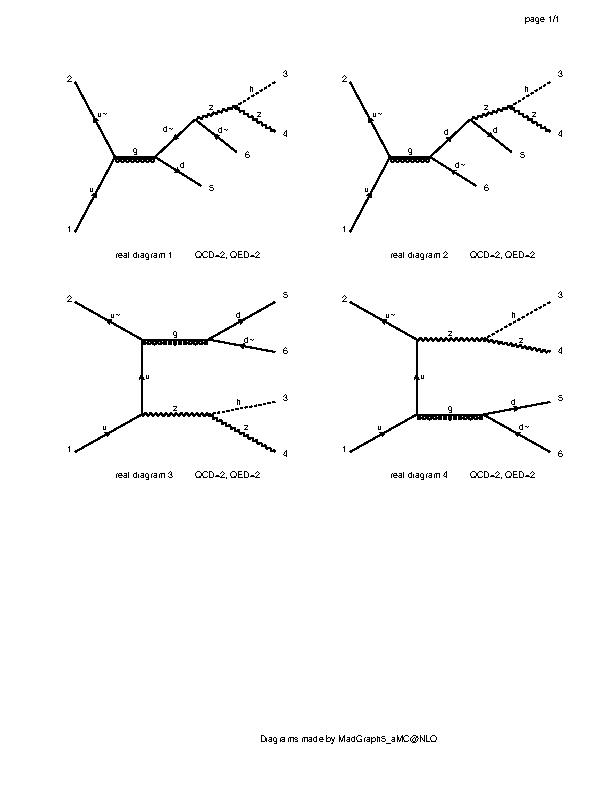 page 1/1
2 3
h
z
u~ d~ z
d~ 4
g 6
d
u 5
1
real diagram 1 QCD=2, QED=2
2 3
h
z
u~ d z
d 4
g 5
d~
u 6
1
real diagram 2 QCD=2, QED=2
2 5
u~ d
g
d~ 6
u
h 3
u z
z
1 4
real diagram 3 QCD=2, QED=2
2 3
u~ h
z
z 4
u
d 5
u g
d~
1 6
real diagram 4 QCD=2, QED=2
Diagrams made by MadGraph5_aMC@NLO